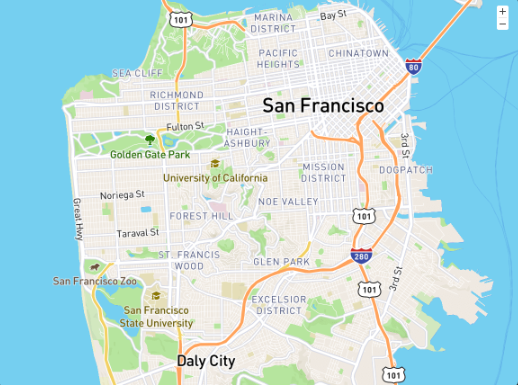 101
MARINA
DISTRICT
Bay St
+
−
PACIFIC
HEIGHTS
CHINATOWN
80
SEA CLIFF
RICHMOND
DISTRICT
San Francisco
Fulton St
HAIGHT-
ASHBURY
3rd St
Golden Gate Park
University of California
MISSION
DISTRICT
DOGPATCH
Noriega St
Great Hwy
FOREST HILL
NOE VALLEY
101
Taraval St
ST. FRANCIS
WOOD
GLEN PARK
280
San Francisco Zoo
3rd St
101
San Francisco
State University
EXCELSIOR
DISTRICT
Daly City
101